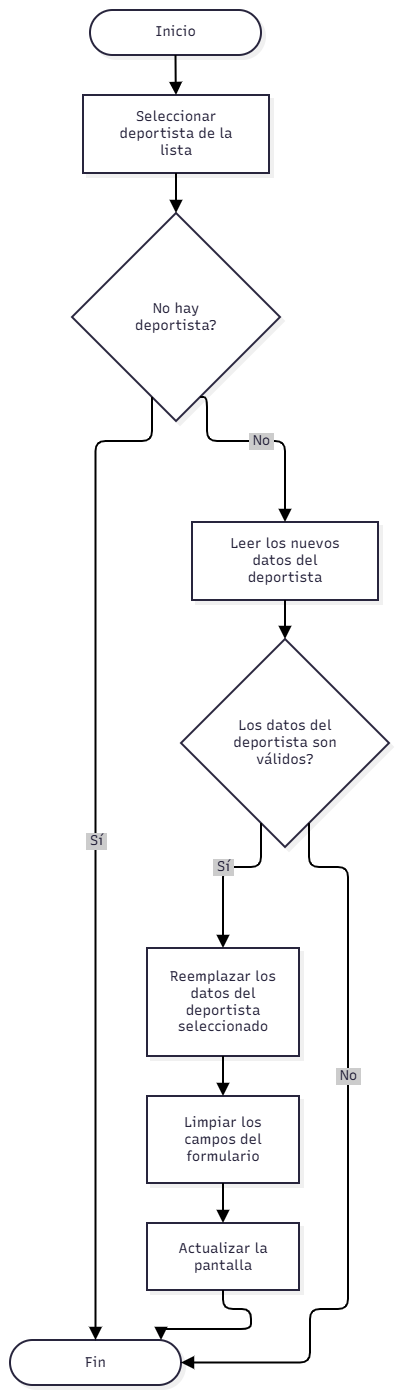 Inicio
Seleccionar
deportista de la
lista
No hay
deportista?
No
Leer los nuevos
datos del
deportista
Los datos del
deportista son
válidos?
Sí
Sí
Reemplazar los
datos del
deportista
seleccionado
No
Limpiar los
campos del
formulario
Actualizar la
pantalla
Fin